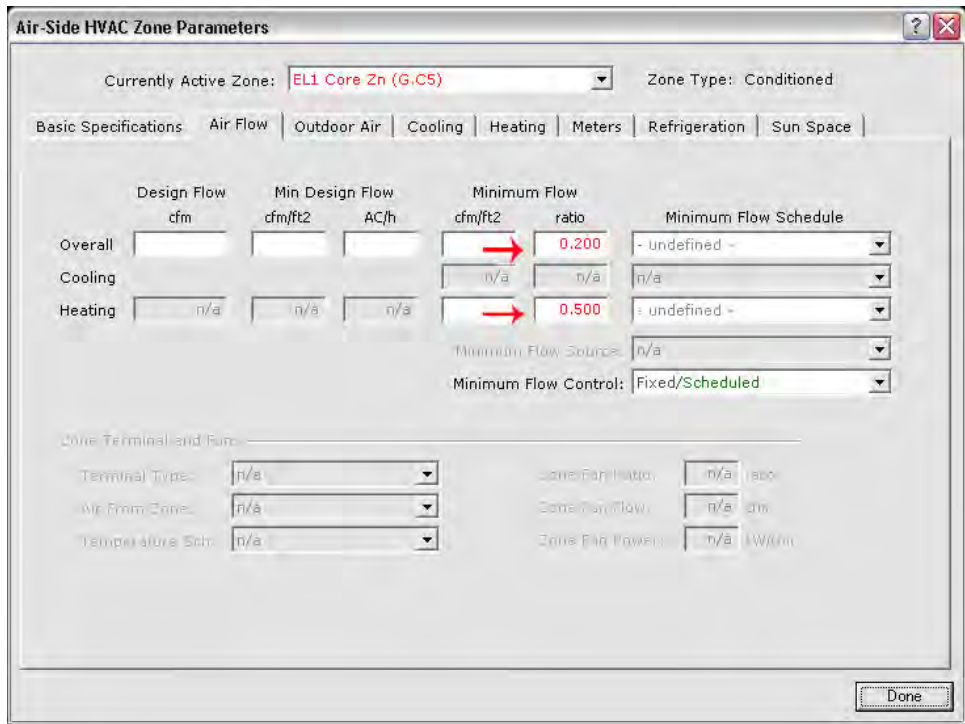 Air-Side HVAC Zone Parameters ? X
Currently Active Zone: EL1 Core Zn (G.C5) Zone Type: Conditioned
Basic Specifications Air Flow Outdoor Air Cooling Heating Meters Refrigeration Sun Space
Design Flow Min Design Flow Minimum Flow
cfm cfm/ft2 AC/h cfm/ft2 ratio Minimum Flow Schedule
Overall 0.200 - undefined -
Cooling n/a n/a n/a
Heating n/a n/a n/a 0.500 - undefined -
Minimum Flow Source: n/a
Minimum Flow Control: Fixed/Scheduled
Zone Terminal and Fan
Terminal Type: n/a Zone Fan Ratio: n/a ratio
Air From Zone: n/a Zone Fan Flow: n/a cfm
Temperature Sch: n/a Zone Fan Power: n/a kW/cfm
Done